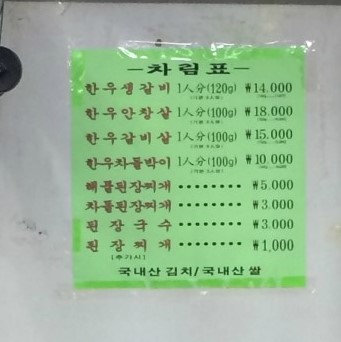 -차림표-
한우생갈비 1人分(120g) ₩14,000
한우안창살 1人分(100g) ₩18,000
한우갈비살 1人分(100g) ₩15,000
한우차돌박이 1人分(100g) ₩10,000
해물된장찌개 ········ ₩5,000
차돌된장찌개 ········ ₩3,000
된장국수 ········ ₩3,000
된장찌개 ········ ₩1,000
(추가시)
국내산 김치/국내산 쌀